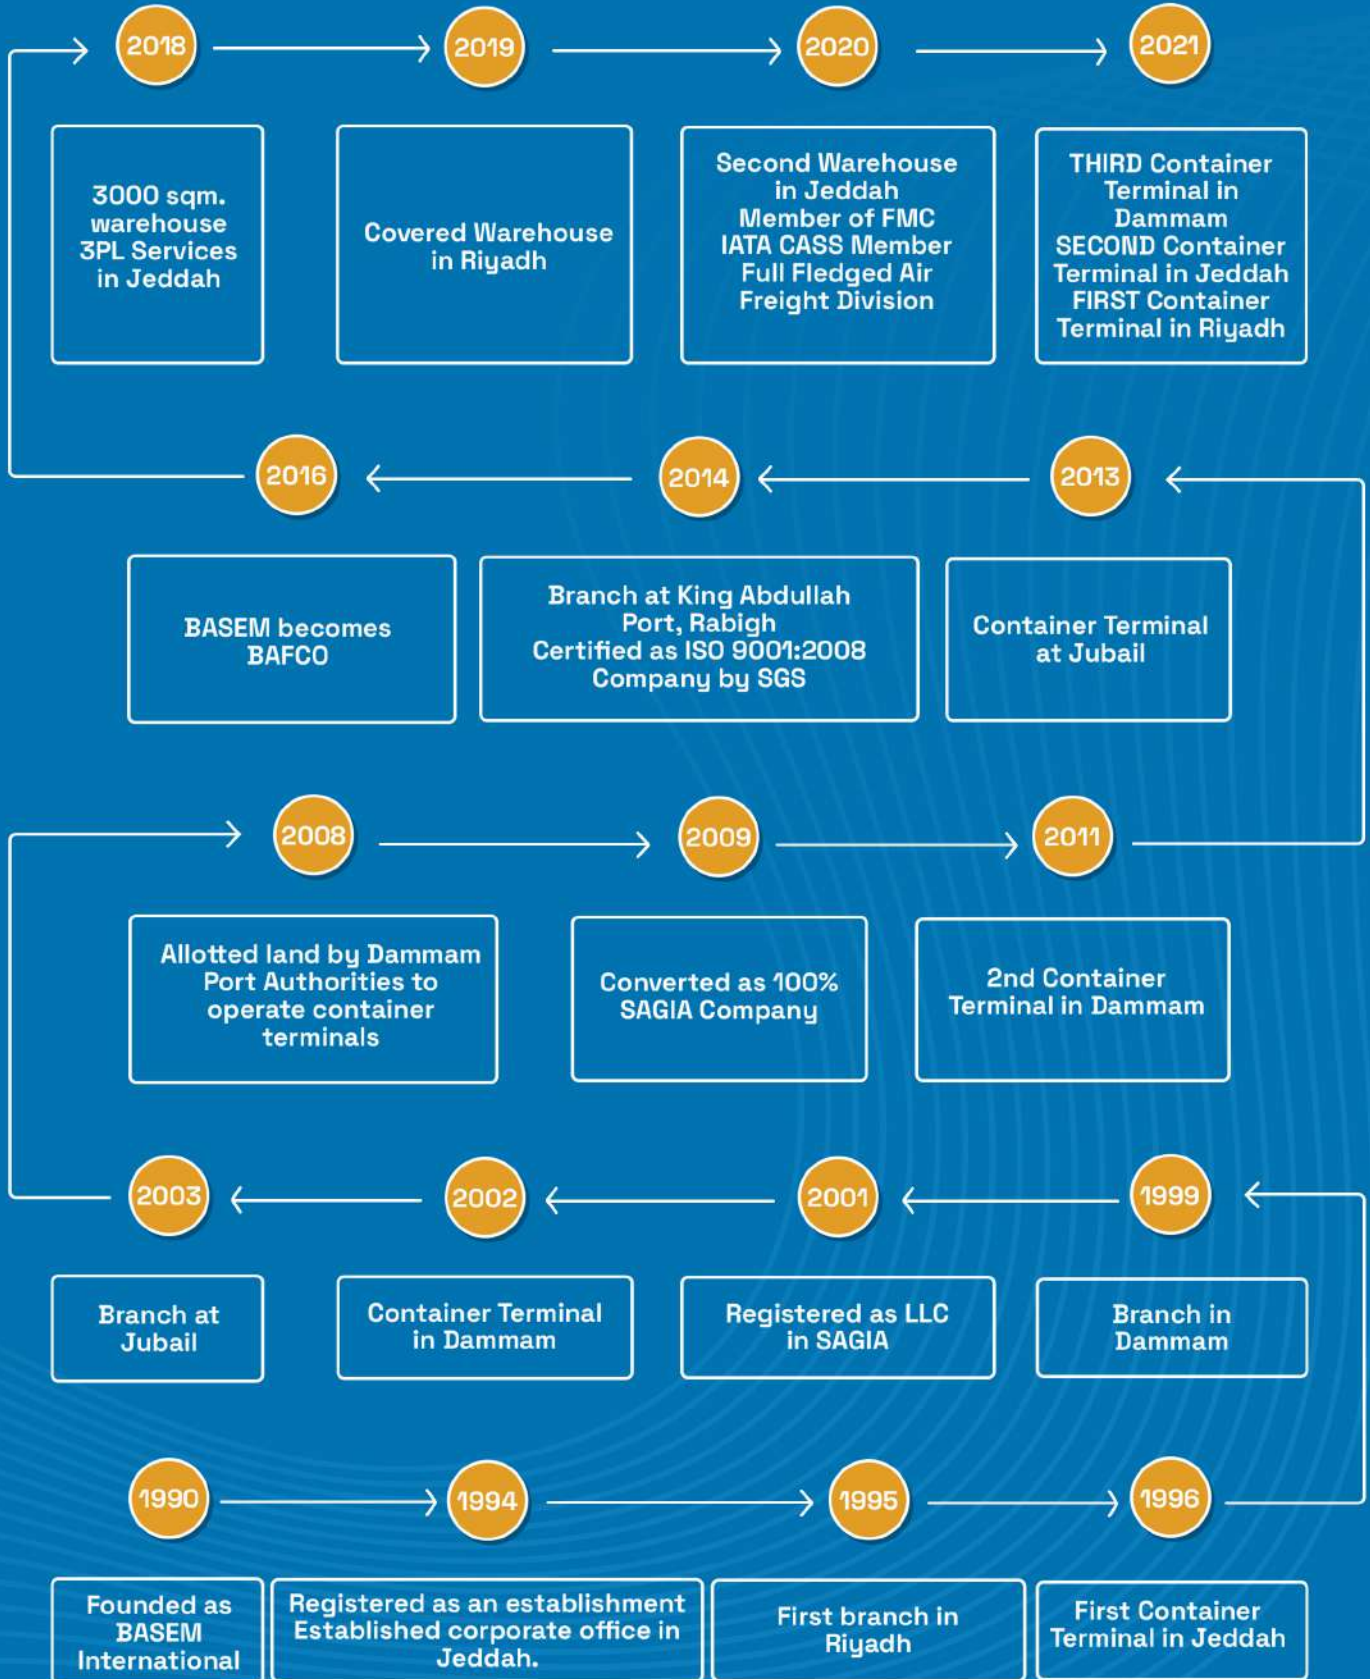 2018
2019
2020
2021
3000 sqm.
warehouse
3PL Services
in Jeddah
Covered Warehouse
in Riyadh
Second Warehouse
in Jeddah
Member of FMC
IATA CASS Member
Full Fledged Air
Freight Division
THIRD Container
Terminal in
Dammam
SECOND Container
Terminal in Jeddah
FIRST Container
Terminal in Riyadh
2016
2014
2013
BASEM becomes
BAFCO
Branch at King Abdullah
Port, Rabigh
Certified as ISO 9001:2008
Company by SGS
Container Terminal
at Jubail
2008
2009
2011
Allotted land by Dammam
Port Authorities to
operate container
terminals
Converted as 100%
SAGIA Company
2nd Container
Terminal in Dammam
2003
2002
2001
1999
Branch at
Jubail
Container Terminal
in Dammam
Registered as LLC
in SAGIA
Branch in
Dammam
1990
1994
1995
1996
Founded as
BASEM
International
Registered as an establishment
Established corporate office in
Jeddah.
First branch in
Riyadh
First Container
Terminal in Jeddah